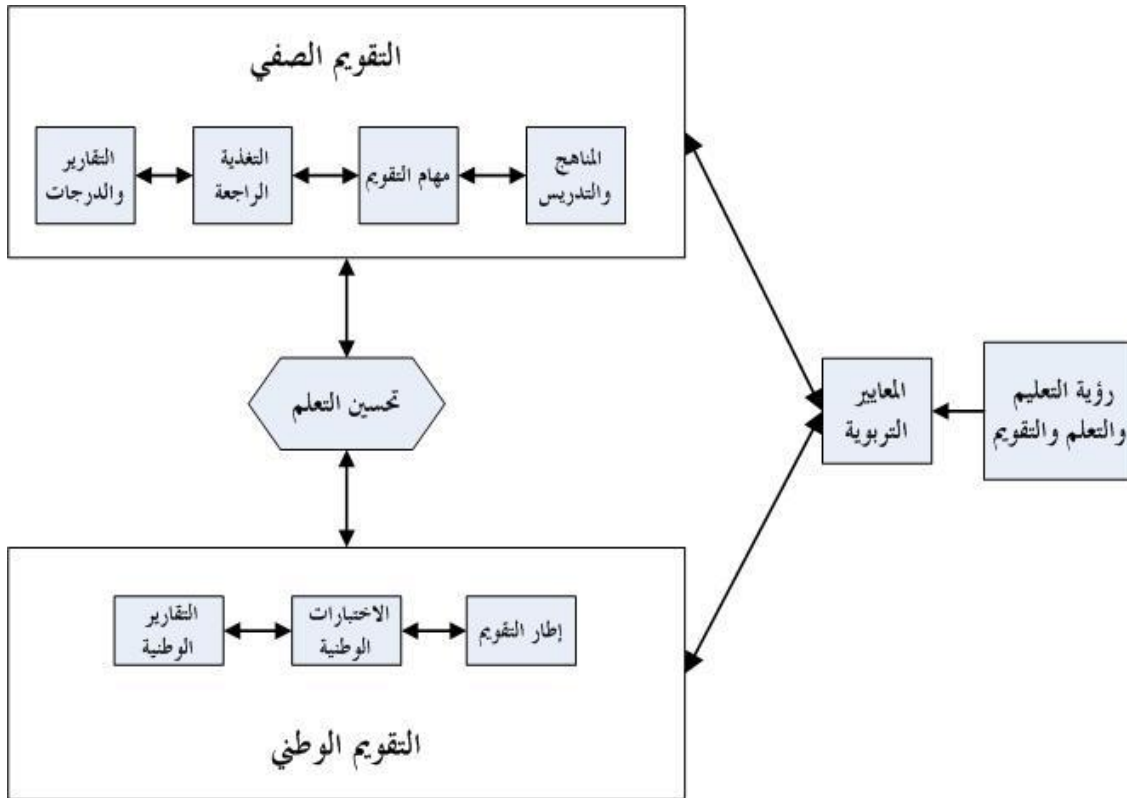 التقويم الصفي
المناهج
والتدريس
مهام التقويم
التغذية
الراجعة
التقارير
والدرجات
رؤية التعليم
والتعلم والتقويم
المعايير
التربوية
تحسين التعلم
إطار التقويم
الاختبارات
الوطنية
التقارير
الوطنية
التقويم الوطني